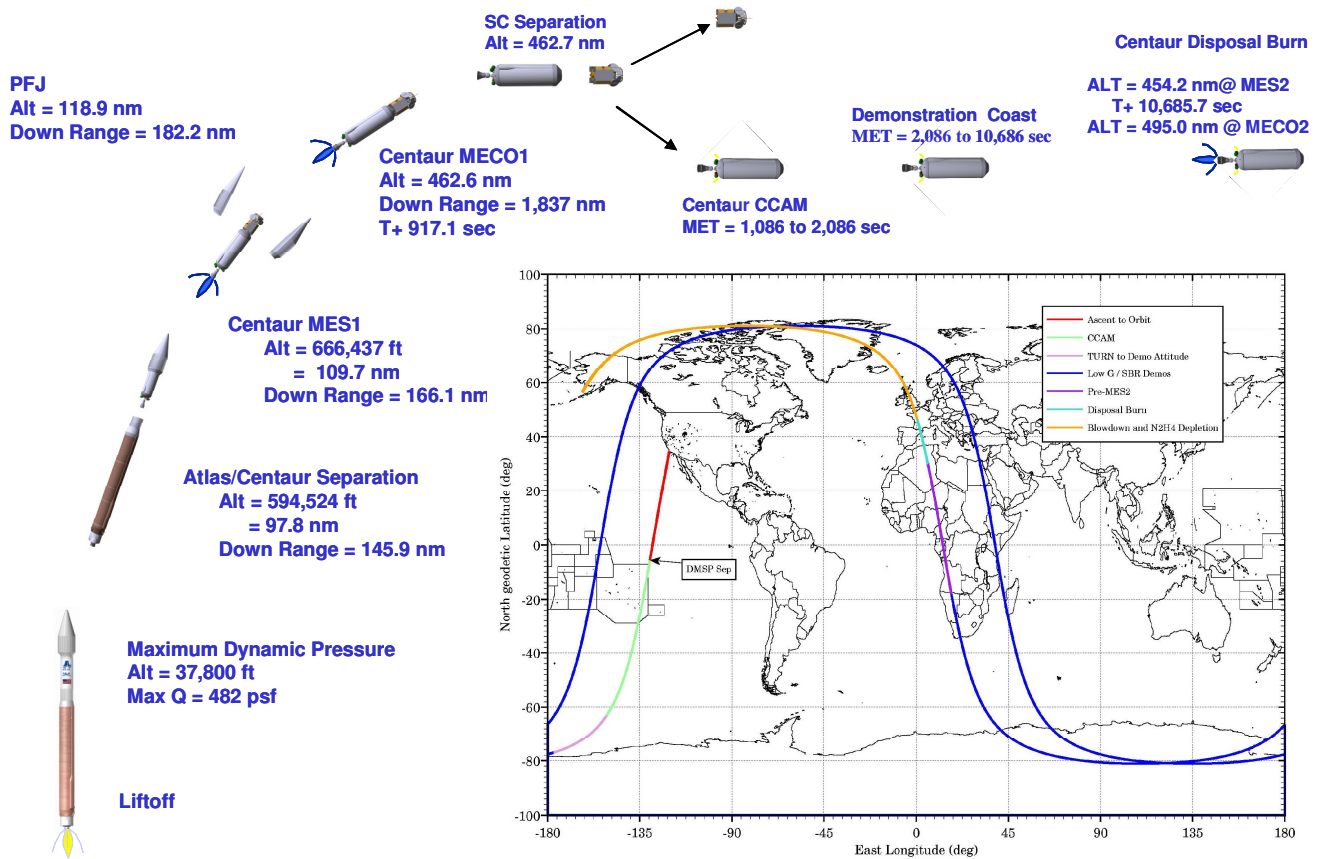 SC Separation
Alt = 462.7 nm
Centaur Disposal Burn
ALT = 454.2 nm@ MES2
T+ 10,685.7 sec
ALT = 495.0 nm @ MECO2
PFJ
Alt = 118.9 nm
Down Range = 182.2 nm
Demonstration Coast
MET = 2,086 to 10,686 sec
Centaur MECO1
Alt = 462.6 nm
Down Range = 1,837 nm
T+ 917.1 sec
Centaur CCAM
MET = 1,086 to 2,086 sec
Centaur MES1
Alt = 666,437 ft
= 109.7 nm
Down Range = 166.1 nm
Atlas/Centaur Separation
Alt = 594,524 ft
= 97.8 nm
Down Range = 145.9 nm
Maximum Dynamic Pressure
Alt = 37,800 ft
Max Q = 482 psf
Liftoff
Ascent to Orbit
CCAM
TURN to Demo Attitude
Low G / SBR Demos
Pre-MES2
Disposal Burn
Blowdown and N2H4 Depletion
DMSP Sep
North geodetic Latitude (deg)
100
80
60
40
20
0
-20
-40
-60
-80
-100
-180
-135
-90
-45
0
45
90
135
180
East Longitude (deg)